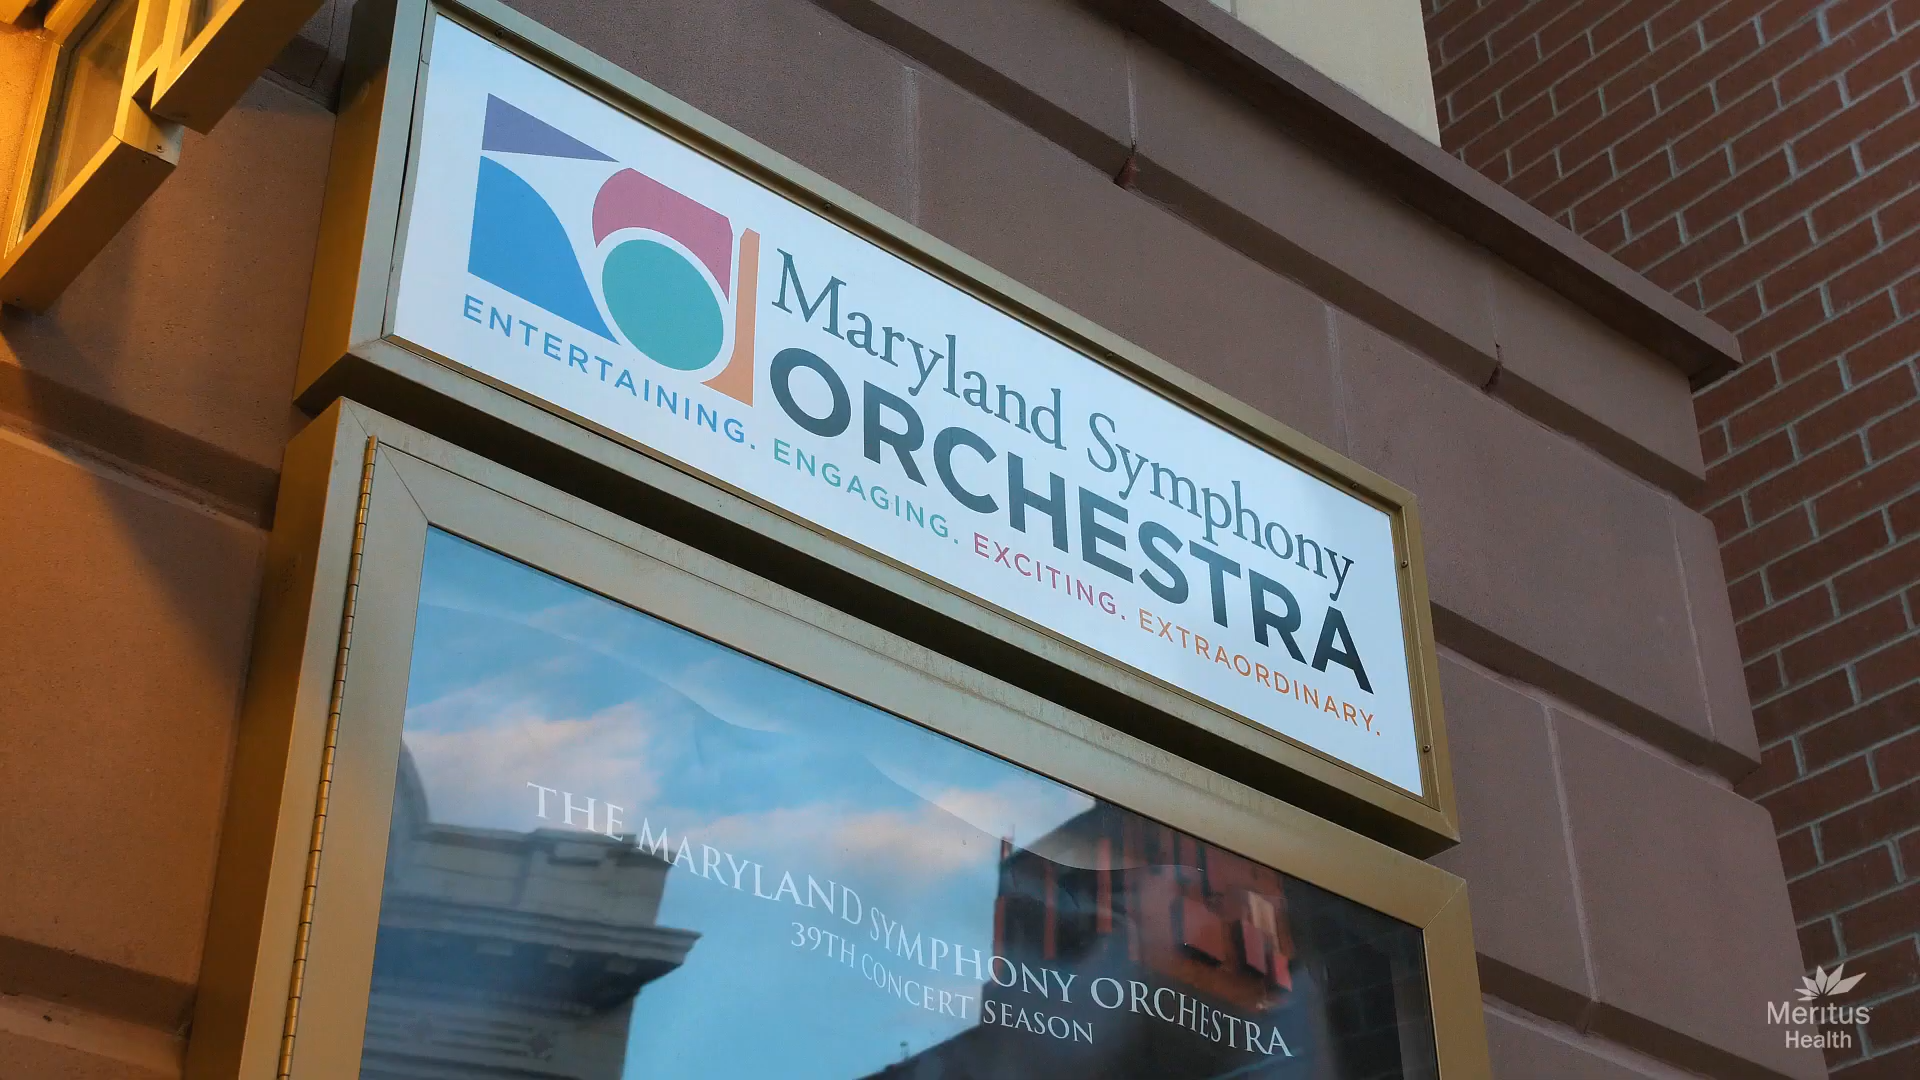 Maryland Symphony
ORCHESTRA
ENTERTAINING. ENGAGING. EXCITING. EXTRAORDINARY.
THE MARYLAND SYMPHONY ORCHESTRA
39TH CONCERT SEASON
Meritus
Health